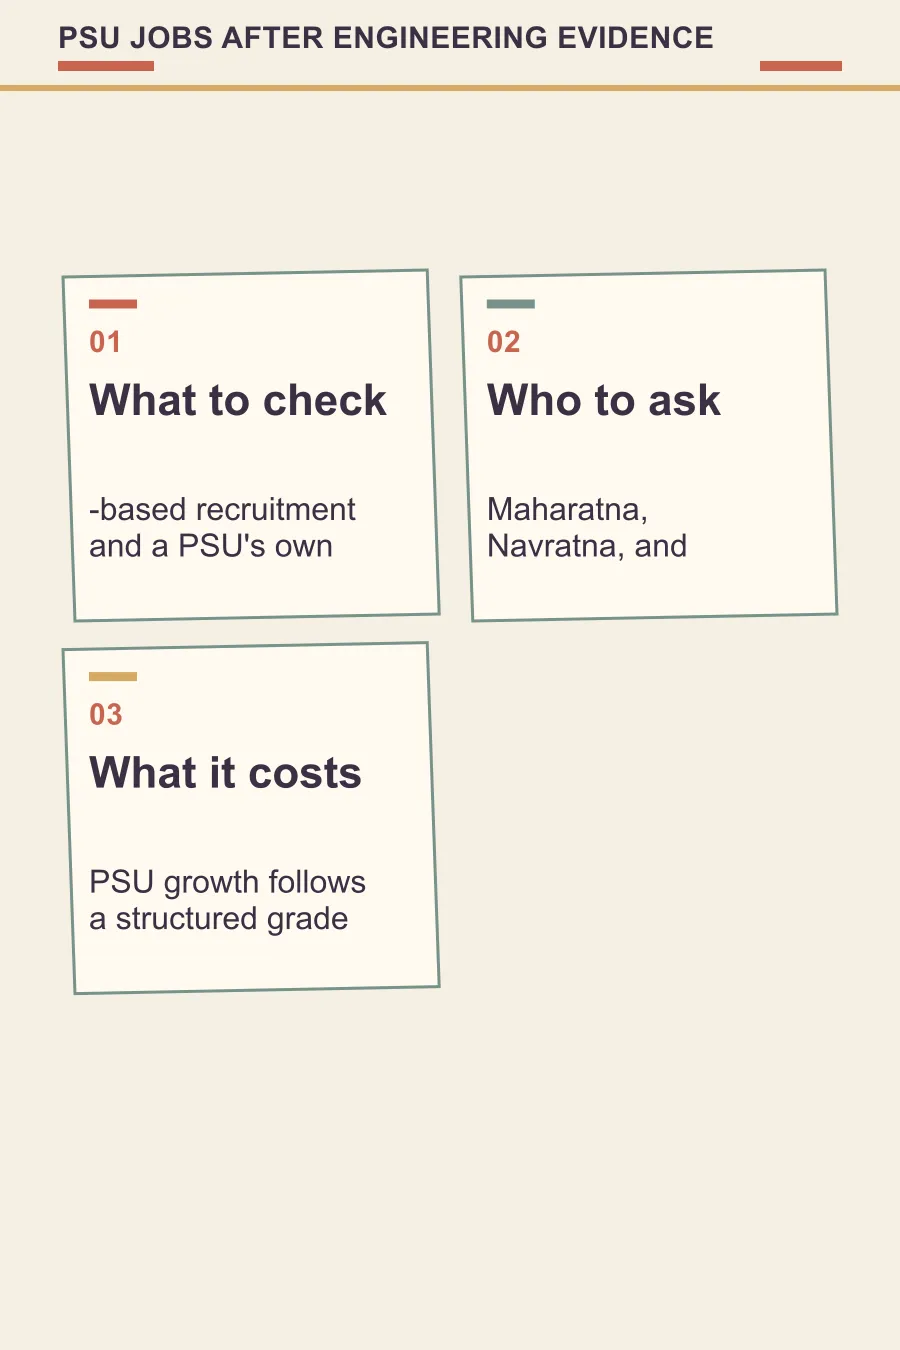 PSU JOBS AFTER ENGINEERING EVIDENCE
01
What to check
-based recruitment
and a PSU's own
02
Who to ask
Maharatna,
Navratna, and
03
What it costs
PSU growth follows
a structured grade